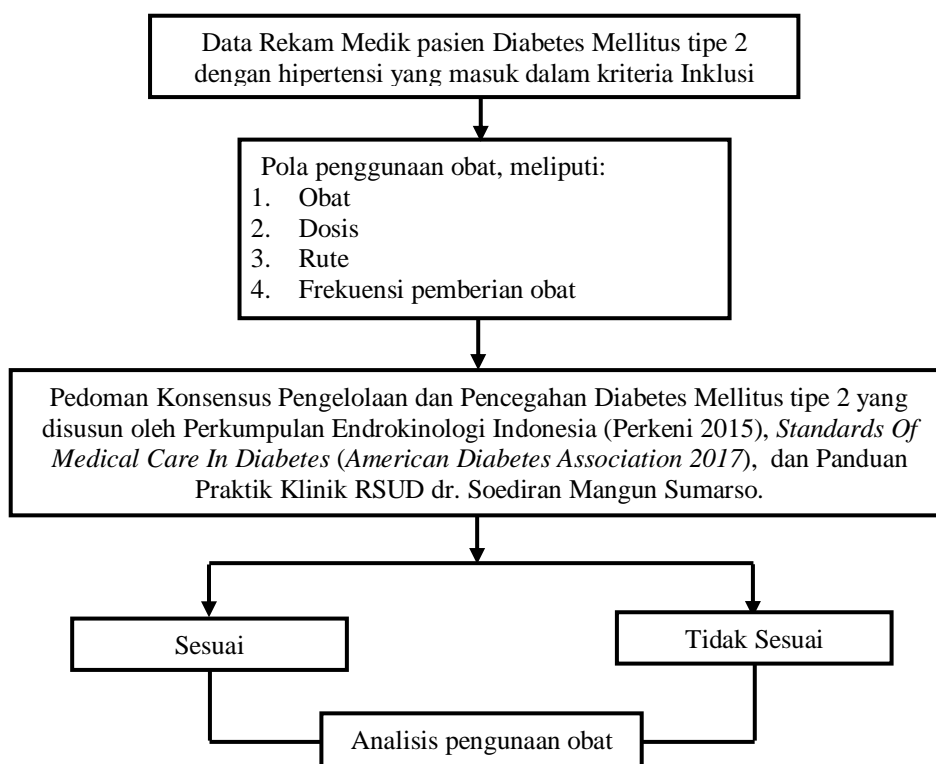 Data Rekam Medik pasien Diabetes Mellitus tipe 2
dengan hipertensi yang masuk dalam kriteria Inklusi
Pola penggunaan obat, meliputi:
1. Obat
2. Dosis
3. Rute
4. Frekuensi pemberian obat
Pedoman Konsensus Pengelolaan dan Pencegahan Diabetes Mellitus tipe 2 yang
disusun oleh Perkumpulan Endrokinologi Indonesia (Perkeni 2015), Standards Of
Medical Care In Diabetes (American Diabetes Association 2017), dan Panduan
Praktik Klinik RSUD dr. Soediran Mangun Sumarso.
Sesuai
Tidak Sesuai
Analisis pengunaan obat